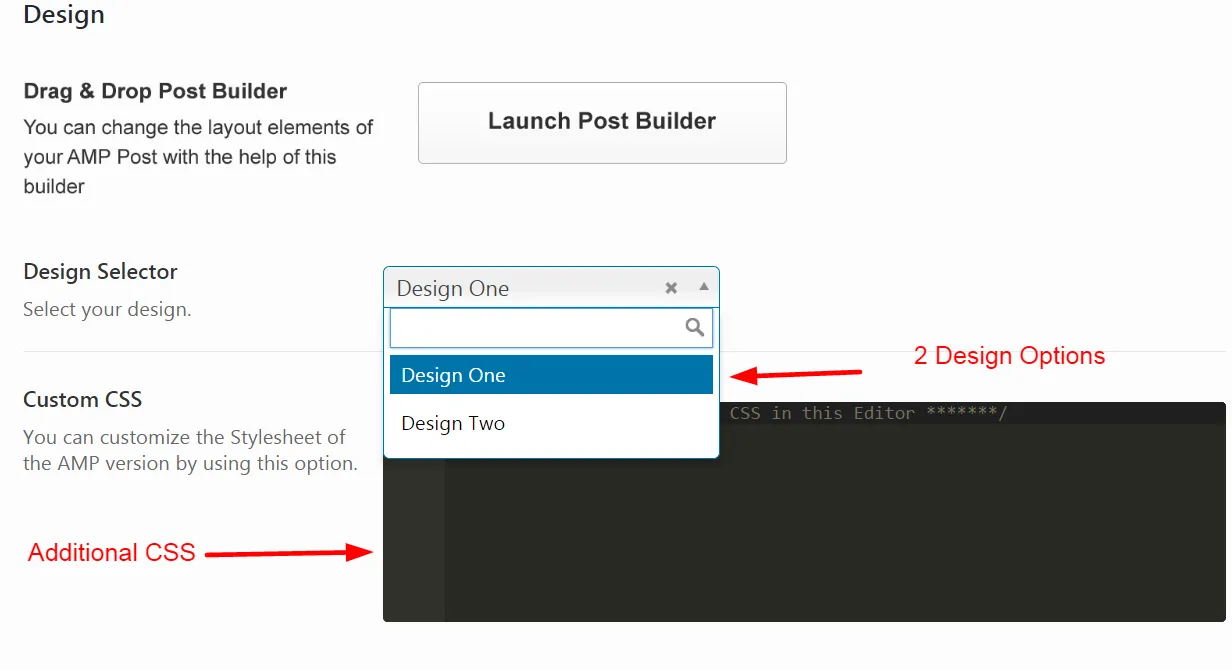 Design
Drag & Drop Post Builder
You can change the layout elements of
your AMP Post with the help of this
builder
Launch Post Builder
Design Selector
Select your design.
Design One
Design One
Design Two
2 Design Options
Custom CSS
You can customize the Stylesheet of
the AMP version by using this option.
CSS in this Editor *******/
Additional CSS